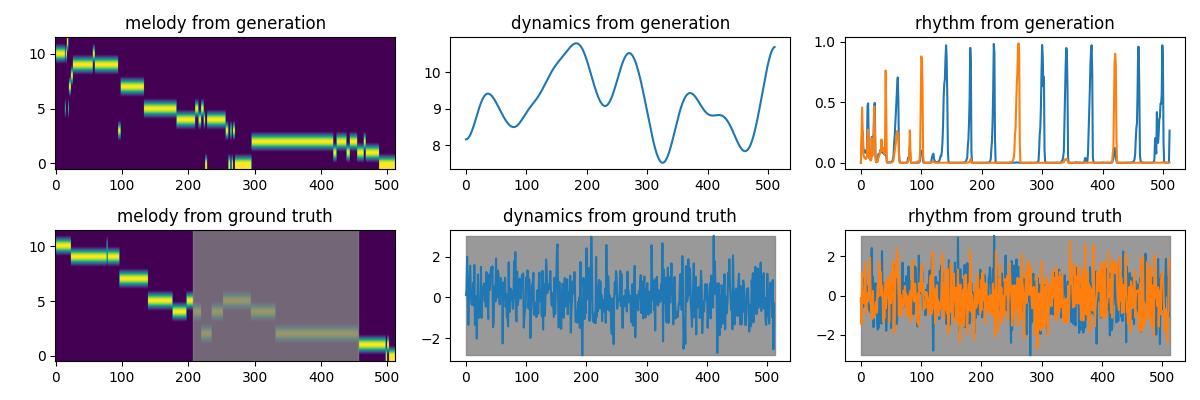 melody from generation
10
5
0
0 100 200 300 400 500
dynamics from generation
10
9
8
0 100 200 300 400 500
rhythm from generation
1.0
0.5
0.0
0 100 200 300 400 500
melody from ground truth
10
5
0
0 100 200 300 400 500
dynamics from ground truth
2
0
−2
0 100 200 300 400 500
rhythm from ground truth
2
0
−2
0 100 200 300 400 500